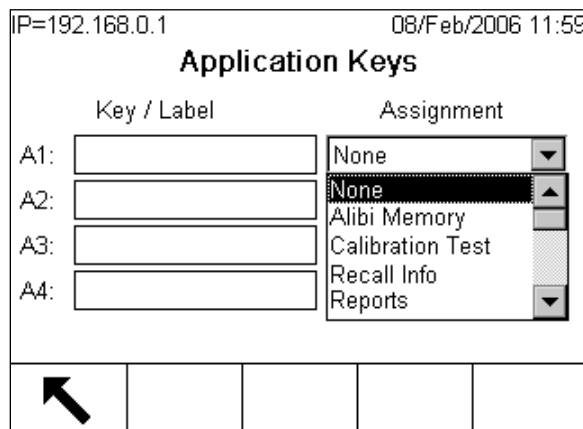 IP=192.168.0.1 08/Feb/2006 11:59
Application Keys
Key / Label Assignment
A1: None
None
A2:
Alibi Memory
A3: Calibration Test
Recall Info
A4: Reports